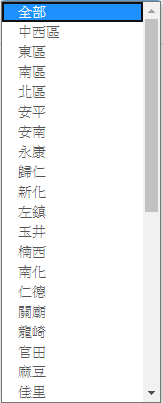 全部
中西區
東區
南區
北區
安平
安南
永康
歸仁
新化
左鎮
玉井
楠西
南化
仁德
關廟
龍崎
官田
麻豆
佳里